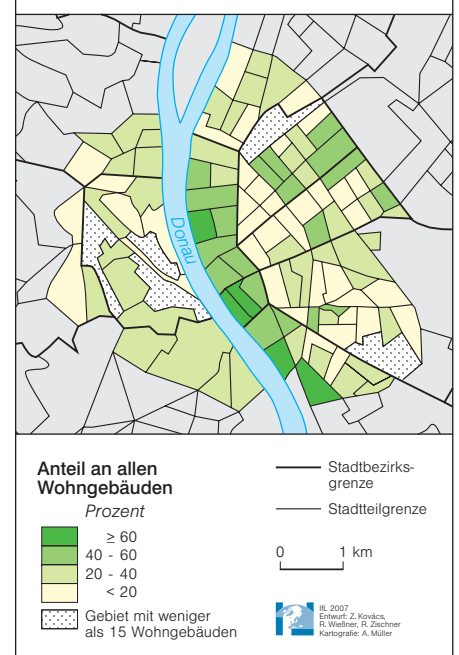 Donau
Anteil an allen
Wohngebäuden
Prozent
≥ 60
40 - 60
20 - 40
< 20
Gebiet mit weniger
als 15 Wohngebäuden
Stadtbezirks-
grenze
Stadtteilgrenze
0 1 km
IfL 2007
Entwurf: Z. Kovács,
R. Wießner, R. Zischner
Kartografie: A. Müller